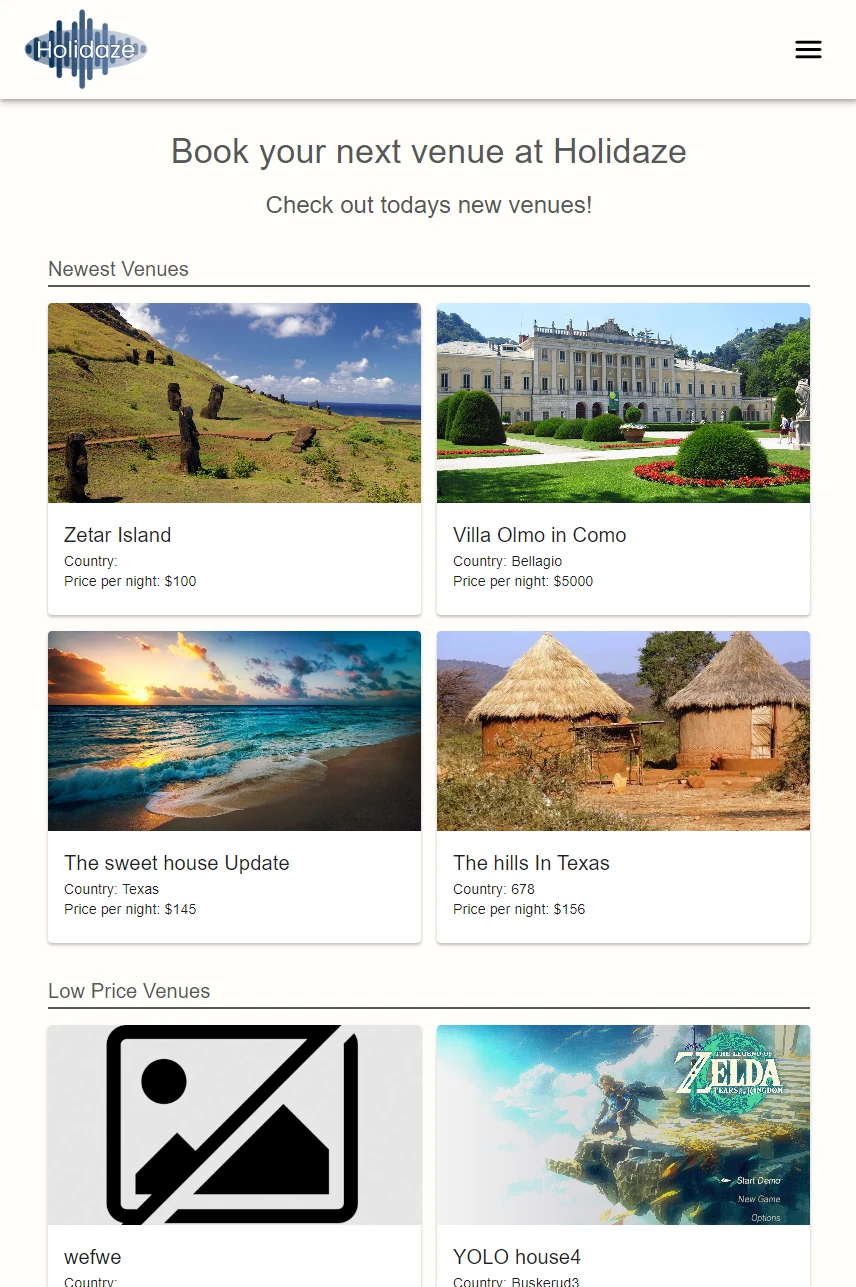 Holidaze
Book your next venue at Holidaze
Check out todays new venues!
Newest Venues
Zetar Island
Country:
Price per night: $100
Villa Olmo in Como
Country: Bellagio
Price per night: $5000
The sweet house Update
Country: Texas
Price per night: $145
The hills In Texas
Country: 678
Price per night: $156
Low Price Venues
THE LEGEND OF
ZELDA
TEARS OF THE KINGDOM
Start Demo
New Game
Options
wefwe
Country:
YOLO house4
Country: Buskerud3